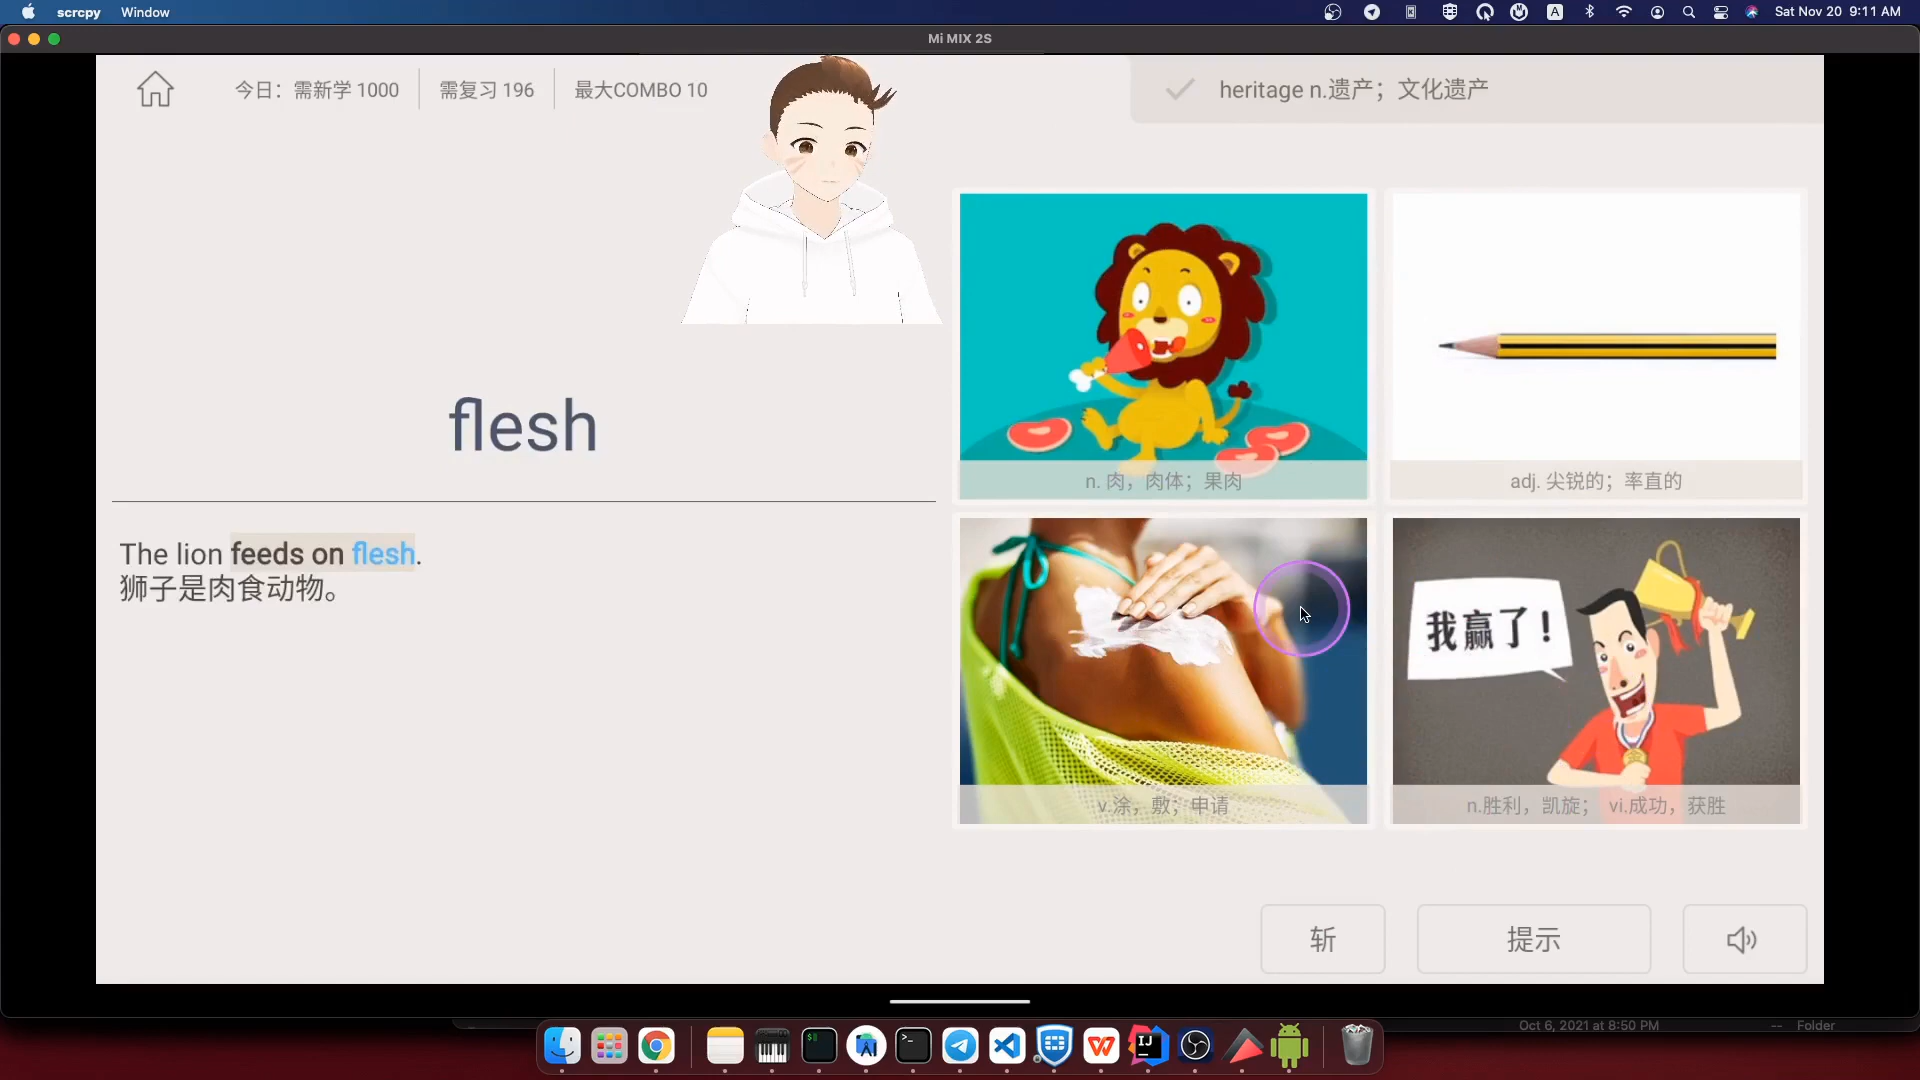 scrcpy Window
A
Sat Nov 20 9:11 AM
Mi MIX 2S
今日：需新学 1000
需复习 196
最大COMBO 10
heritage n.遗产；文化遗产
flesh
The lion feeds on flesh.
狮子是肉食动物。
n. 肉，肉体；果肉
adj. 尖锐的；率直的
v.涂，敷；申请
我赢了！
n.胜利，凯旋； vi.成功，获胜
斩
提示
Oct 6, 2021 at 8:50 PM -- Folder
IJ